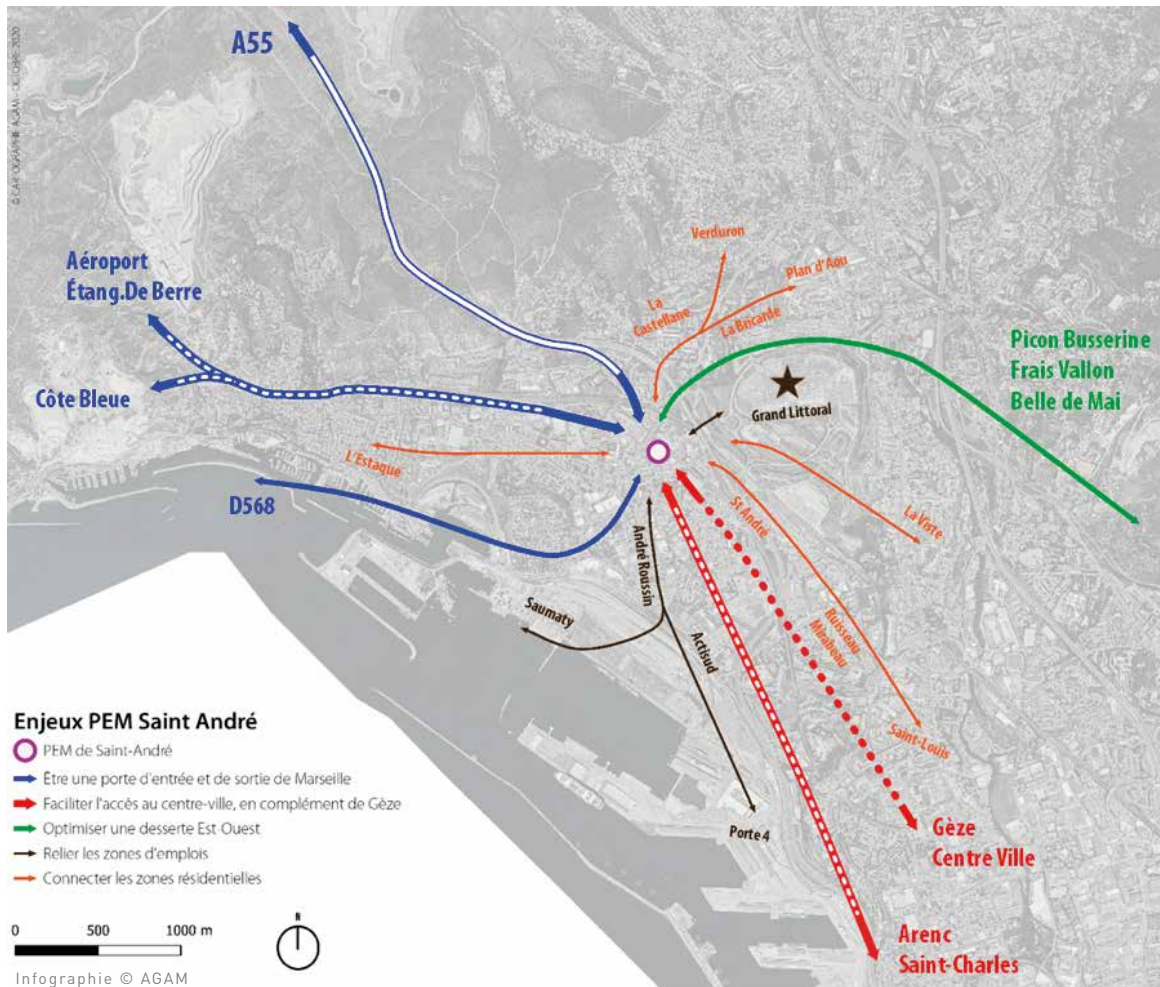 © CARTOGRAPHIE AGAM - OCTOBRE 2020
A55
Aéroport
Étang.De Berre
Côte Bleue
D568
Verduron
Plan d'Aou
La
Castellane
La Bricarde
Grand Littoral
Picon Busserine
Frais Vallon
Belle de Mai
L'Estaque
St André
La Viste
André Roussin
Saumaty
Actisud
Ruisseau
Mirabeau
Saint-Louis
Porte 4
Gèze
Centre Ville
Arenc
Saint-Charles
Enjeux PEM Saint André
PEM de Saint-André
Être une porte d'entrée et de sortie de Marseille
Faciliter l'accès au centre-ville, en complément de Gèze
Optimiser une desserte Est-Ouest
Relier les zones d'emplois
Connecter les zones résidentielles
0 500 1000 m
N
Infographie © AGAM